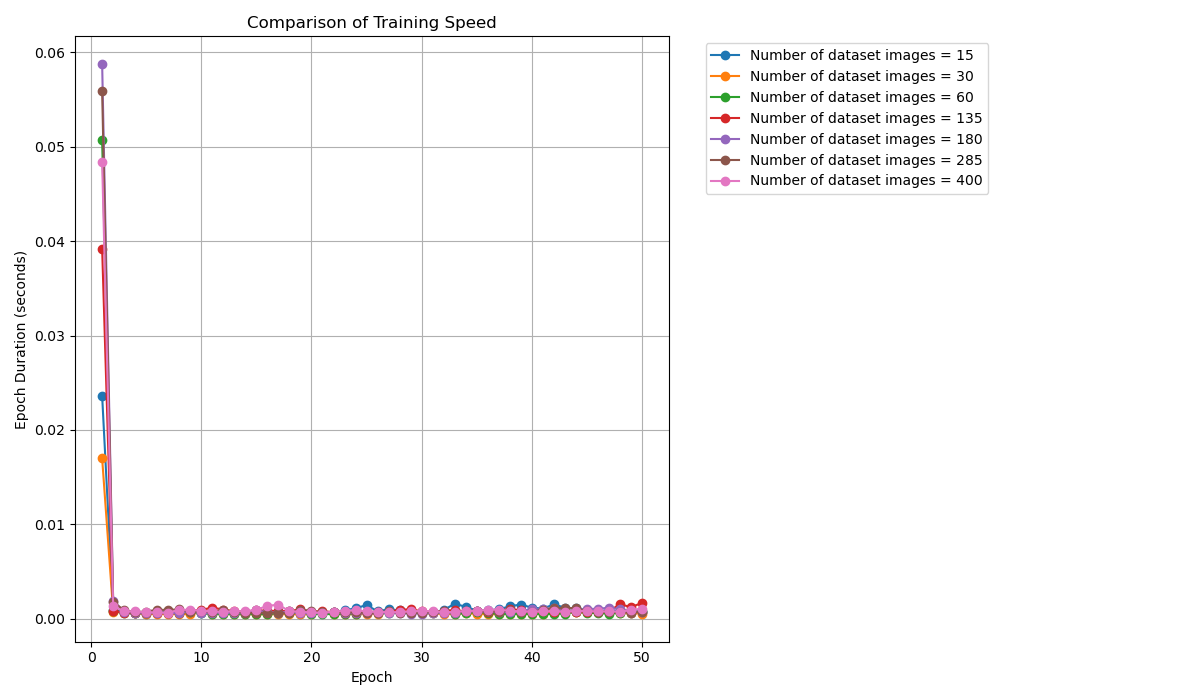 Comparison of Training Speed
0.06
0.05
0.04
0.03
0.02
0.01
0.00
Epoch Duration (seconds)
0 10 20 30 40 50
Epoch
Number of dataset images = 15
Number of dataset images = 30
Number of dataset images = 60
Number of dataset images = 135
Number of dataset images = 180
Number of dataset images = 285
Number of dataset images = 400